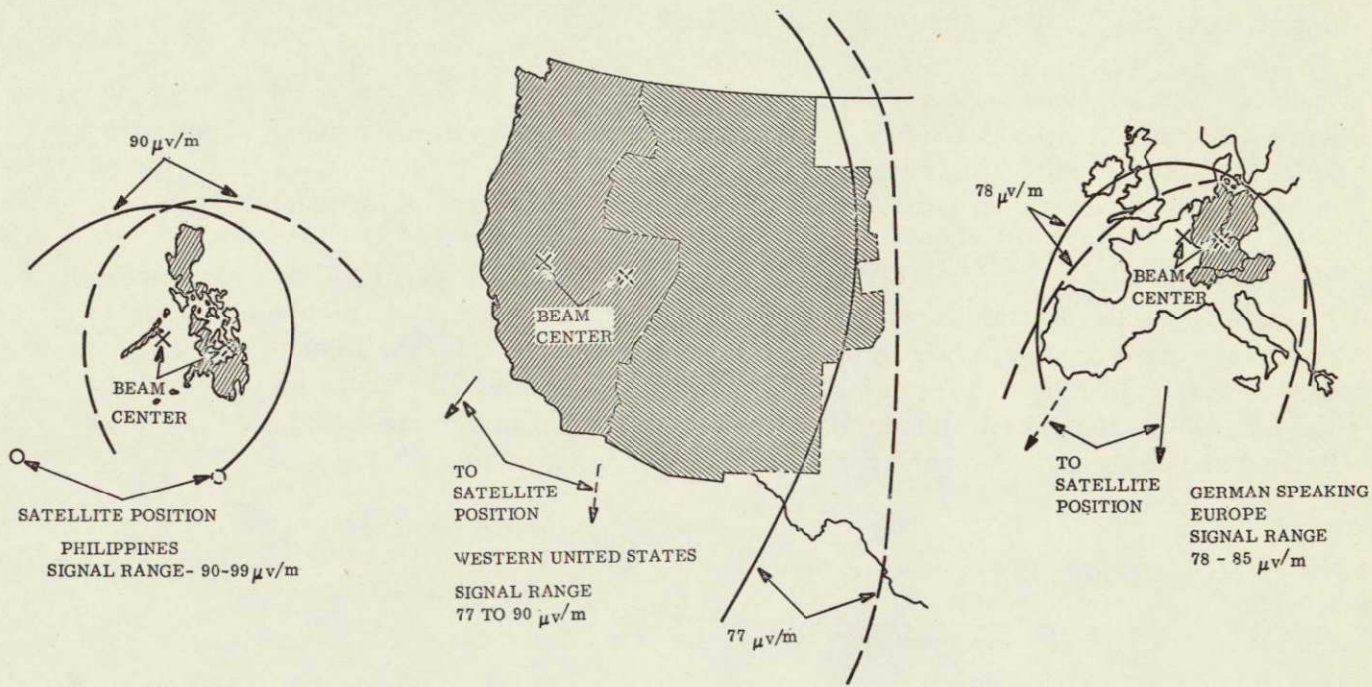 90 μv/m
BEAM
CENTER
SATELLITE POSITION
PHILIPPINES
SIGNAL RANGE- 90-99 μv/m
BEAM
CENTER
TO
SATELLITE
POSITION
WESTERN UNITED STATES
SIGNAL RANGE
77 TO 90 μv/m
77 μv/m
78 μv/m
BEAM
CENTER
TO
SATELLITE
POSITION
GERMAN SPEAKING
EUROPE
SIGNAL RANGE
78 - 85 μv/m